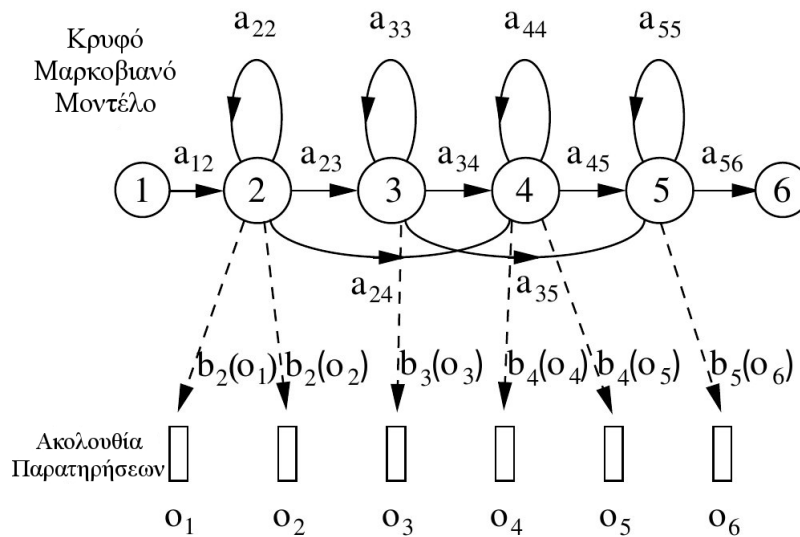 Κρυφό
Μαρκοβιανό
Μοντέλο
a22 a33 a44 a55
a12 a23 a34 a45 a56
1 2 3 4 5 6
a24 a35
b2(o1) b2(o2) b3(o3) b4(o4) b4(o5) b5(o6)
Ακολουθία
Παρατηρήσεων
o1 o2 o3 o4 o5 o6